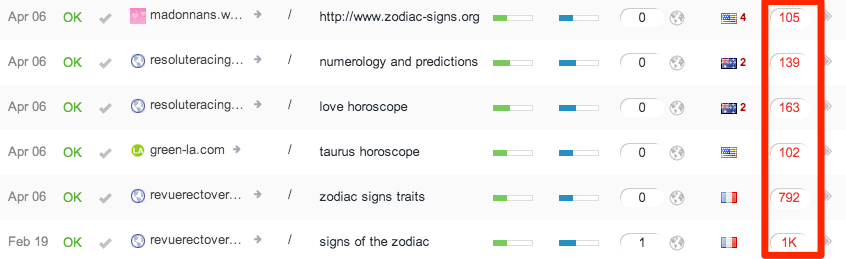 Apr 06 OK madonnans.w... / http://www.zodiac-signs.org 0 4 105
Apr 06 OK resoluteracing... / numerology and predictions 0 2 139
Apr 06 OK resoluteracing... / love horoscope 0 2 163
Apr 06 OK LA green-la.com / taurus horoscope 0 102
Apr 06 OK revuerectover... / zodiac signs traits 0 792
Feb 19 OK revuerectover... / signs of the zodiac 1 1K